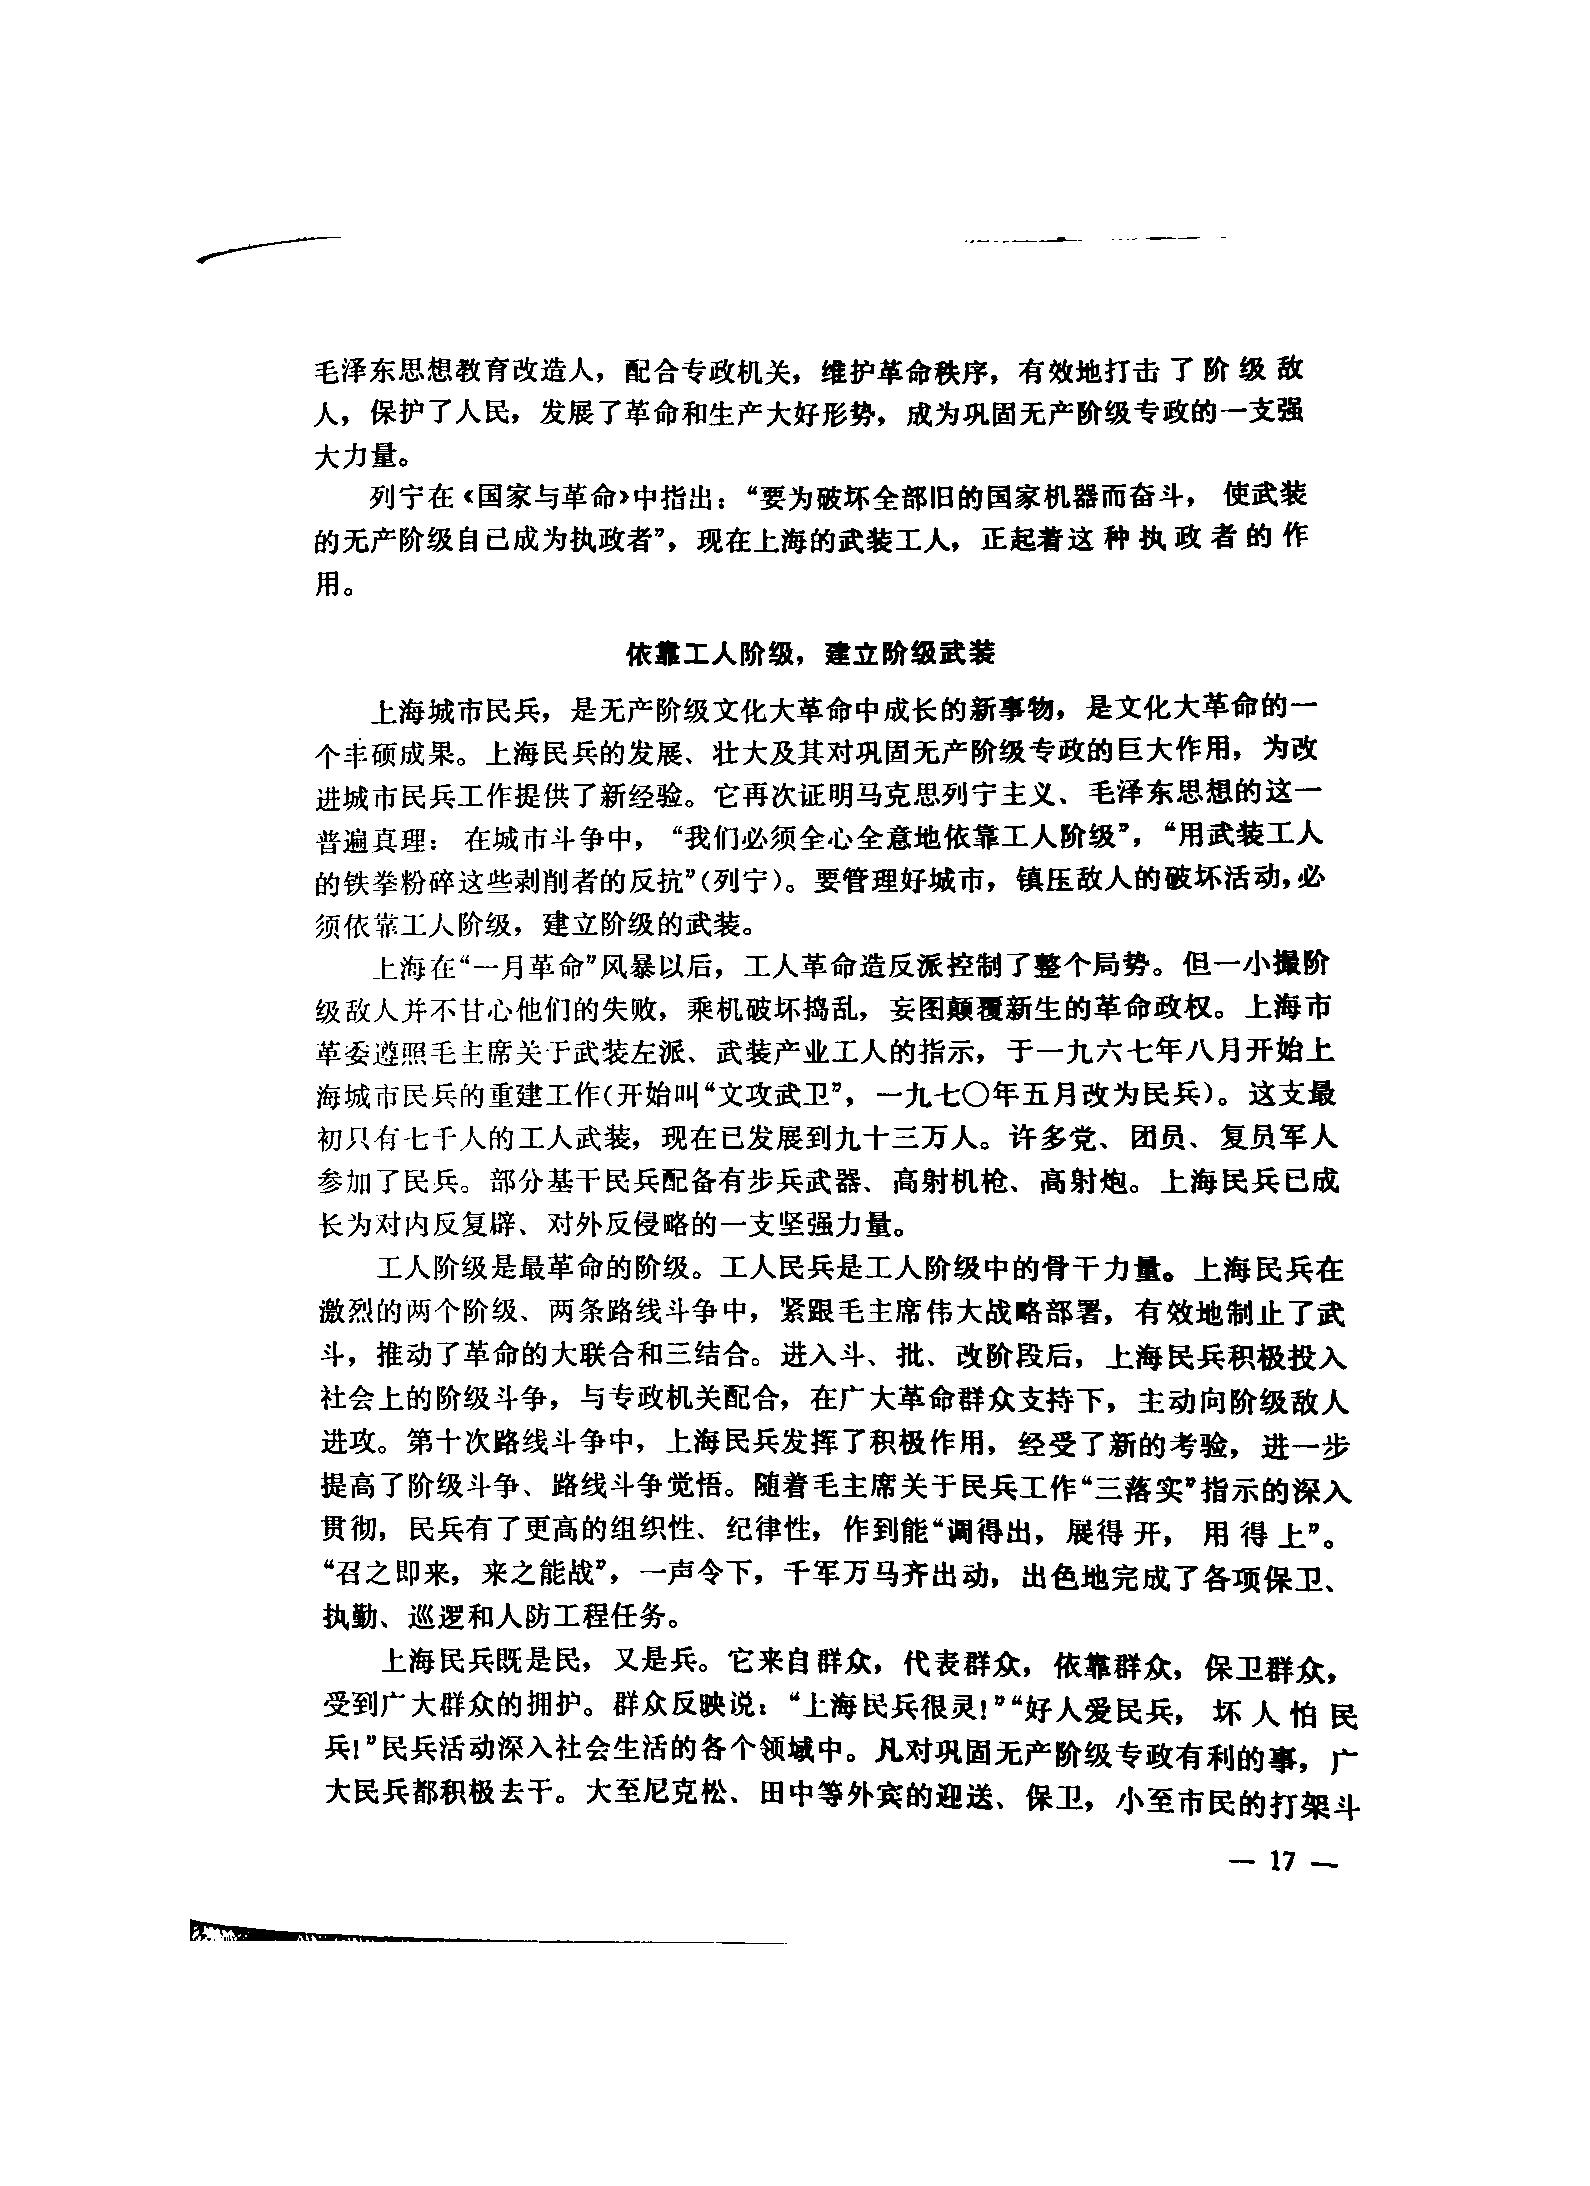 毛泽东思想教育改造人，配合专政机关，维护革命秩序，有效地打击了阶级敌
人，保护了人民，发展了革命和生产大好形势，成为巩固无产阶级专政的一支强
大力量。
列宁在《国家与革命》中指出：“要为破坏全部旧的国家机器而奋斗，使武装
的无产阶级自己成为执政者”，现在上海的武装工人，正起着这种执政者的作
用。
依靠工人阶级，建立阶级武装
上海城市民兵，是无产阶级文化大革命中成长的新事物，是文化大革命的一
个丰硕成果。上海民兵的发展、壮大及其对巩固无产阶级专政的巨大作用，为改
进城市民兵工作提供了新经验。它再次证明马克思列宁主义、毛泽东思想的这一
普遍真理：在城市斗争中，“我们必须全心全意地依靠工人阶级”，“用武装工人
的铁拳粉碎这些剥削者的反抗”（列宁）。要管理好城市，镇压敌人的破坏活动，必
须依靠工人阶级，建立阶级的武装。
上海在“一月革命”风暴以后，工人革命造反派控制了整个局势。但一小撮阶
级敌人并不甘心他们的失败，乘机破坏捣乱，妄图颠覆新生的革命政权。上海市
革委遵照毛主席关于武装左派、武装产业工人的指示，于一九六七年八月开始上
海城市民兵的重建工作（开始叫“文攻武卫”，一九七〇年五月改为民兵）。这支最
初只有七千人的工人武装，现在已发展到九十三万人。许多党、团员、复员军人
参加了民兵。部分基干民兵配备有步兵武器、高射机枪、高射炮。上海民兵已成
长为对内反复辟、对外反侵略的一支坚强力量。
工人阶级是最革命的阶级。工人民兵是工人阶级中的骨干力量。上海民兵在
激烈的两个阶级、两条路线斗争中，紧跟毛主席伟大战略部署，有效地制止了武
斗，推动了革命的大联合和三结合。进入斗、批、改阶段后，上海民兵积极投入
社会上的阶级斗争，与专政机关配合，在广大革命群众支持下，主动向阶级敌人
进攻。第十次路线斗争中，上海民兵发挥了积极作用，经受了新的考验，进一步
提高了阶级斗争、路线斗争觉悟。随着毛主席关于民兵工作“三落实”指示的深入
贯彻，民兵有了更高的组织性、纪律性，作到能“调得出，展得开，用得上”。
“召之即来，来之能战”，一声令下，千军万马齐出动，出色地完成了各项保卫、
执勤、巡逻和人防工程任务。
上海民兵既是民，又是兵。它来自群众，代表群众，依靠群众，保卫群众，
受到广大群众的拥护。群众反映说：“上海民兵很灵！”“好人爱民兵，坏人怕民
兵！”民兵活动深入社会生活的各个领域中。凡对巩固无产阶级专政有利的事，广
大民兵都积极去干。大至尼克松、田中等外宾的迎送、保卫，小至市民的打架斗
— 17 —